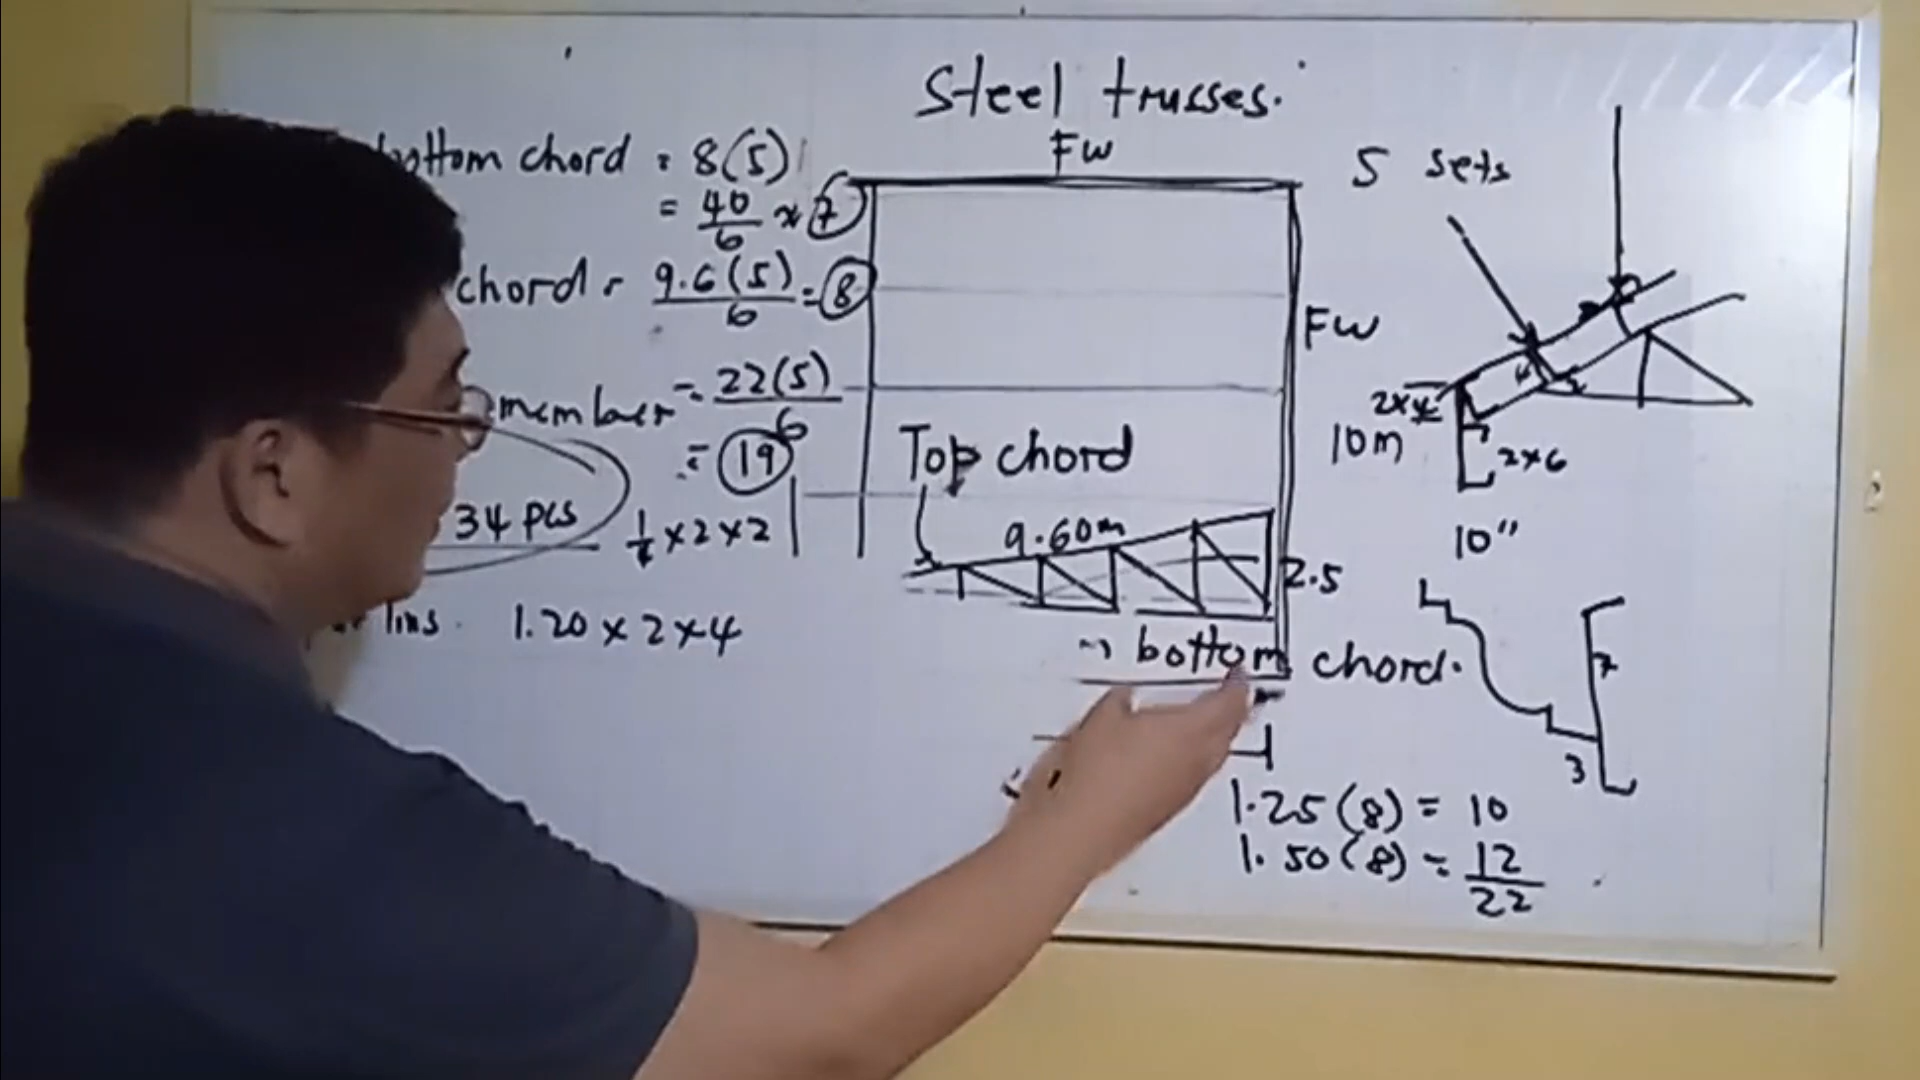 Steel trusses.
Fw
bottom chord = 8(5)
= 40/6 ≈ 7
chord = 9.6(5)/6 = 8
member = 22(5)/6
= 19
34 pcs
1/4 x 2 x 2
lins. 1.20 x 2 x 4
Top chord
9.60m
2.5
bottom chord.
Fw
5 sets
2x4
10m
2x6
10"
7
3
1.25(8) = 10
1.50(8) = 12
22